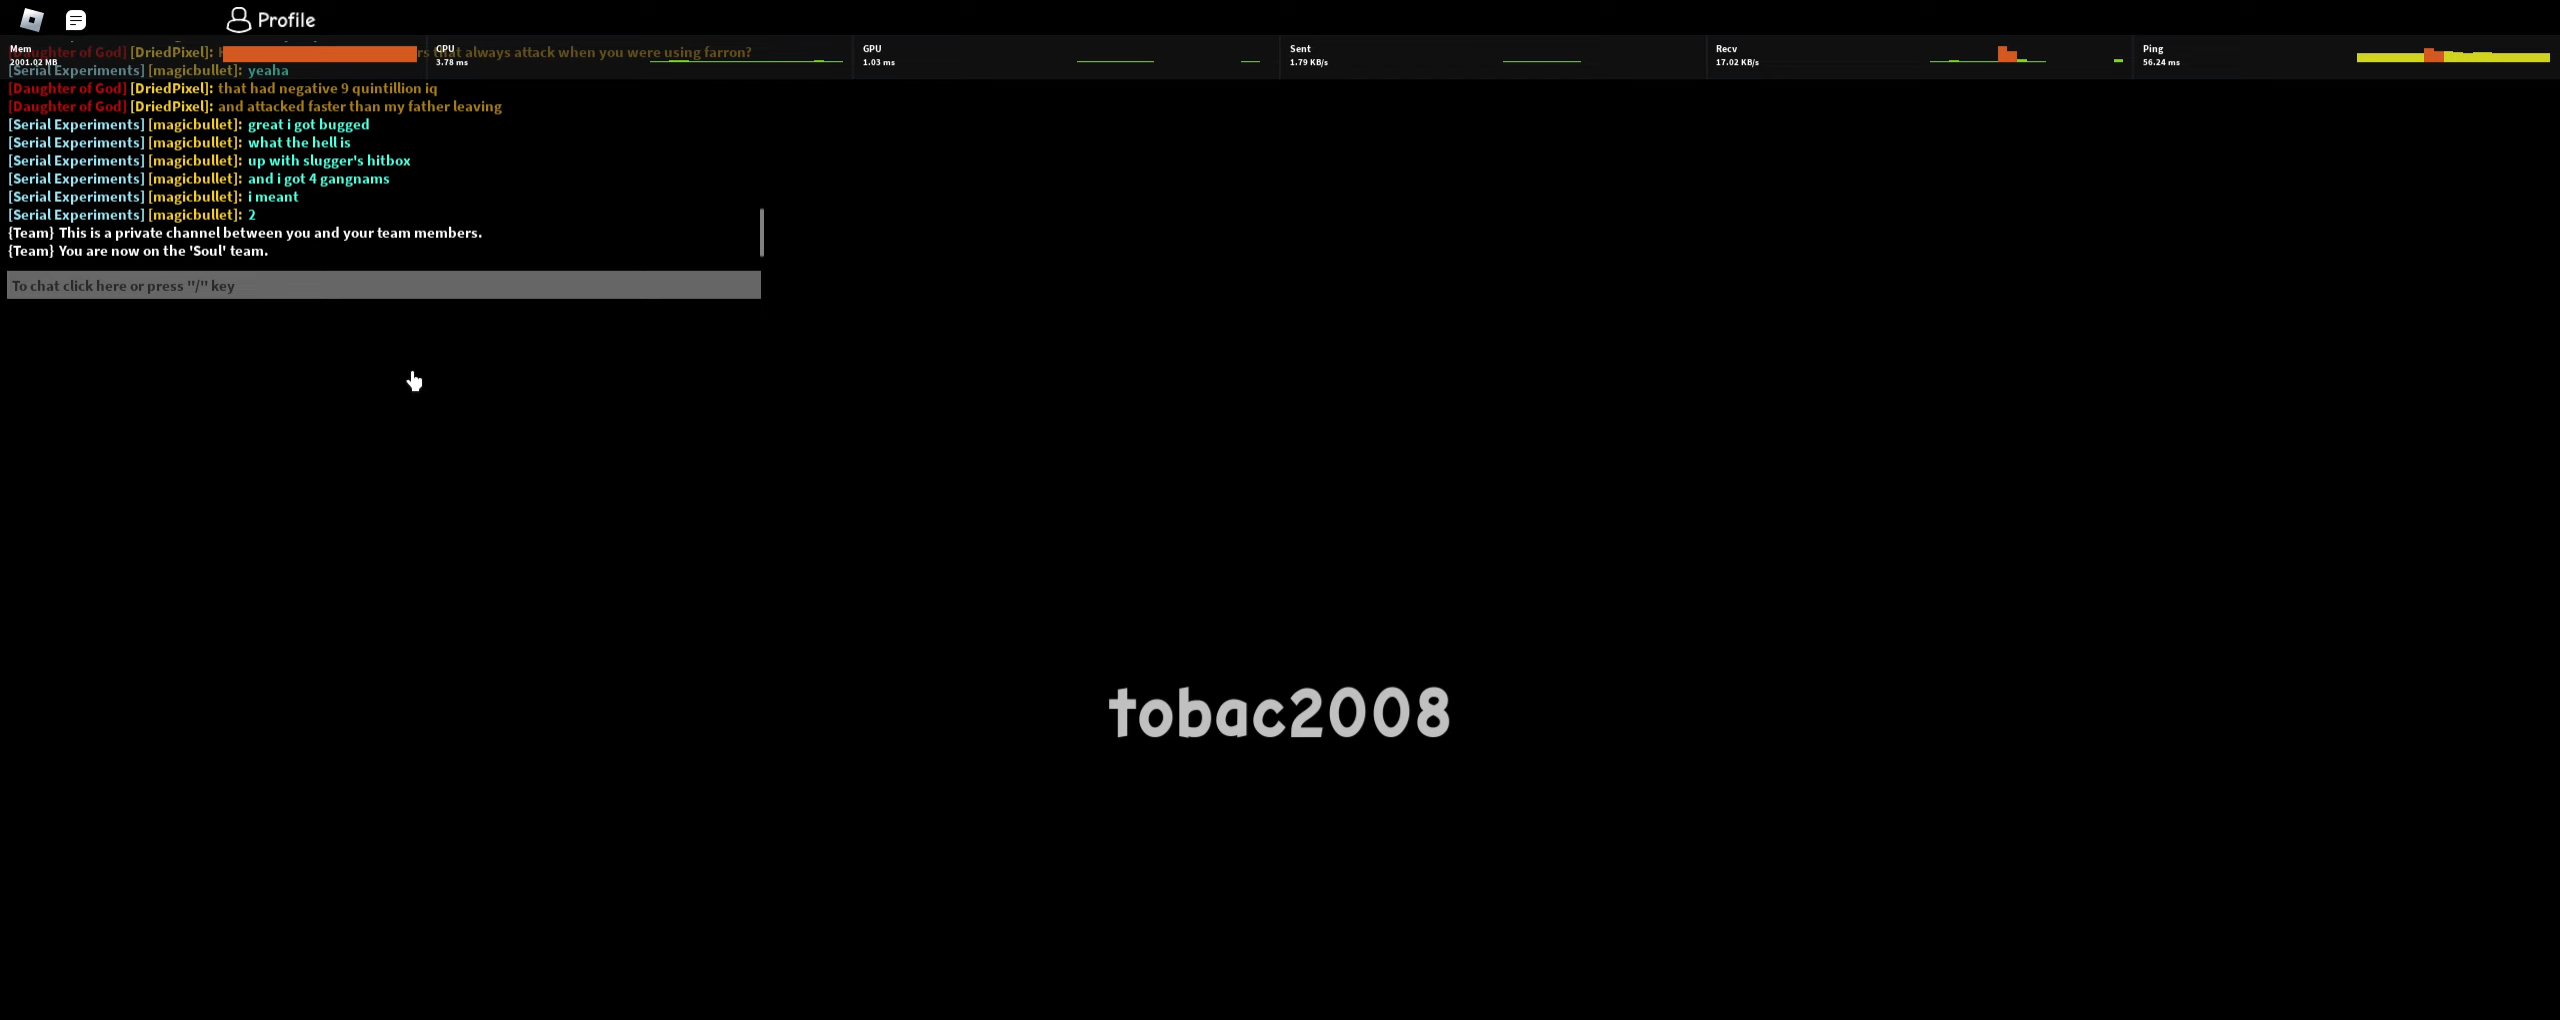 Profile
Mem
2001.02 MB
CPU
3.78 ms
GPU
1.03 ms
Sent
1.79 KB/s
Recv
17.02 KB/s
Ping
56.24 ms
[Daughter of God] [DriedPixel]: that always attack when you were using farron?
[Serial Experiments] [magicbullet]: yeaha
[Daughter of God] [DriedPixel]: that had negative 9 quintillion iq
[Daughter of God] [DriedPixel]: and attacked faster than my father leaving
[Serial Experiments] [magicbullet]: great i got bugged
[Serial Experiments] [magicbullet]: what the hell is
[Serial Experiments] [magicbullet]: up with slugger's hitbox
[Serial Experiments] [magicbullet]: and i got 4 gangnams
[Serial Experiments] [magicbullet]: i meant
[Serial Experiments] [magicbullet]: 2
{Team} This is a private channel between you and your team members.
{Team} You are now on the 'Soul' team.
To chat click here or press "/" key
tobac2008